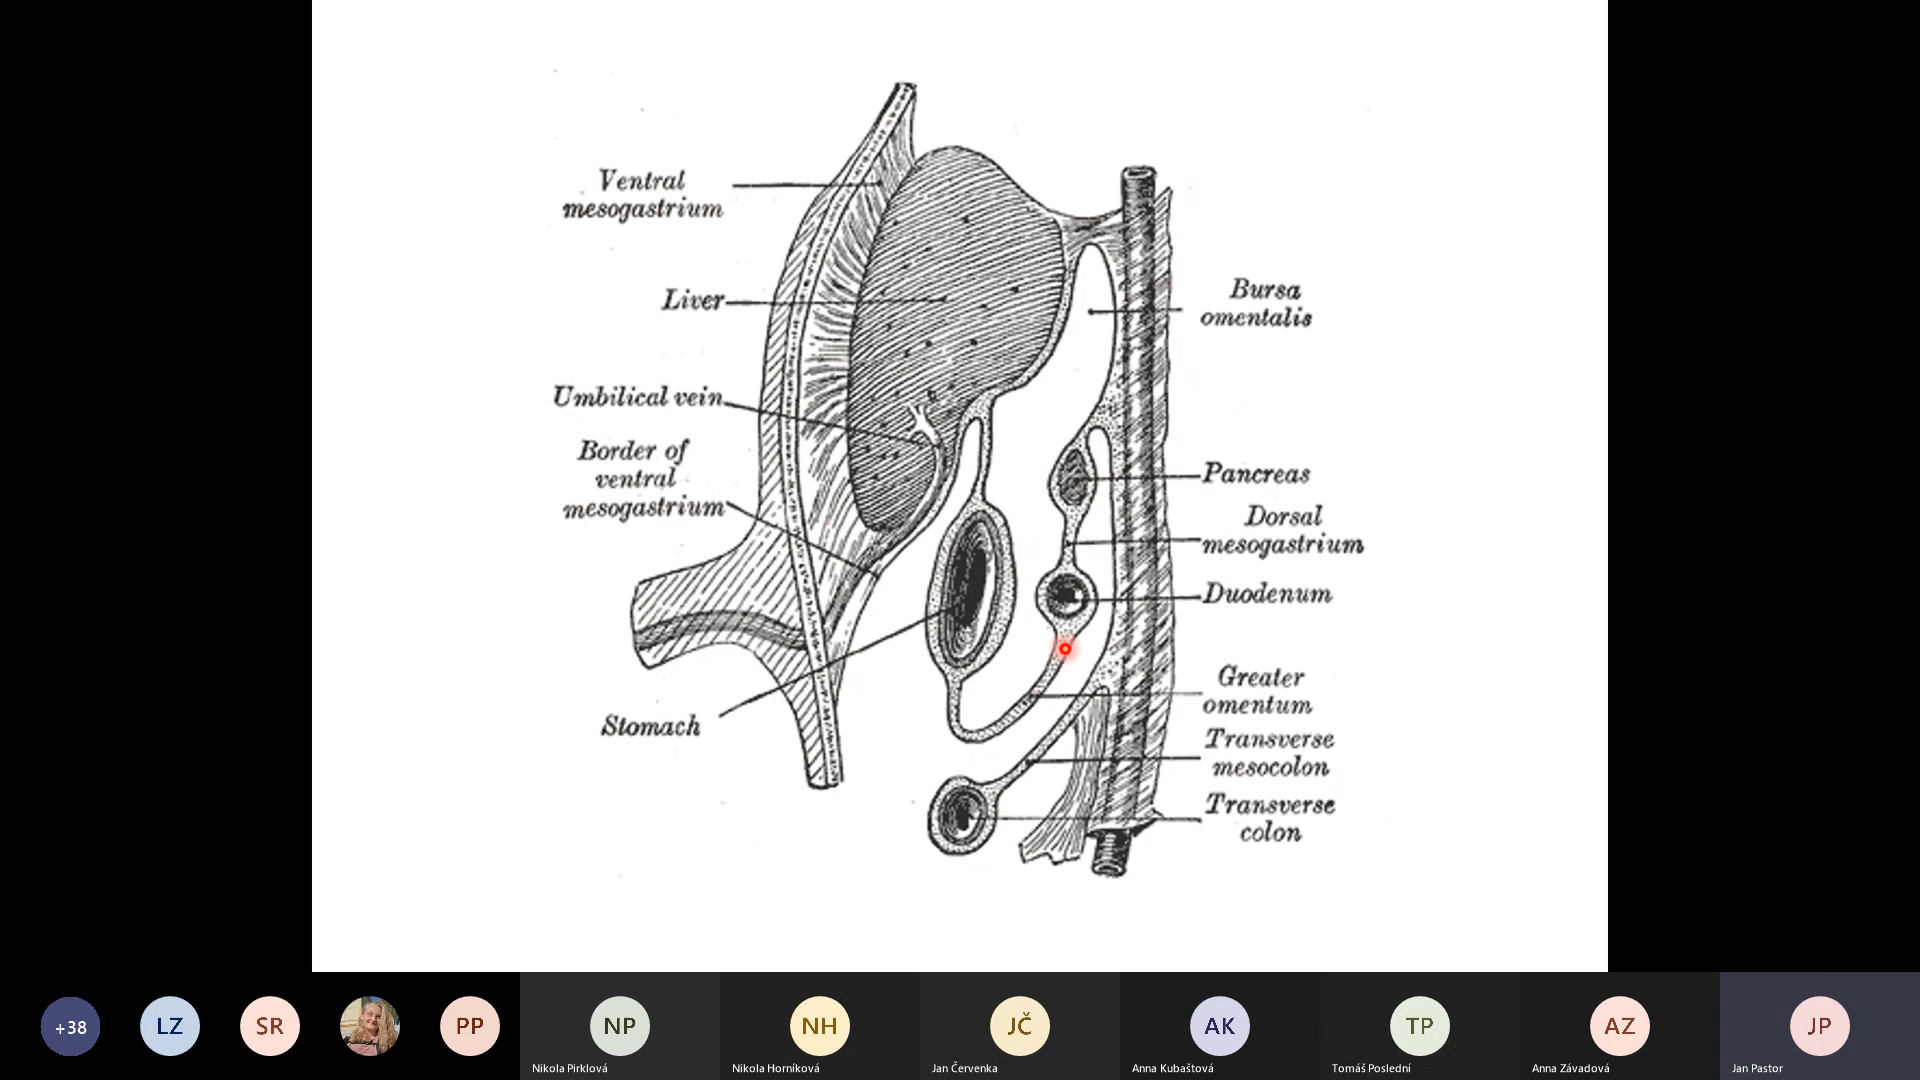 Ventral
mesogastrium
Liver
Umbilical vein
Border of
ventral
mesogastrium
Stomach
Bursa
omentalis
Pancreas
Dorsal
mesogastrium
Duodenum
Greater
omentum
Transverse
mesocolon
Transverse
colon
+38
LZ
SR
PP
NP
Nikola Pirklová
NH
Nikola Horníková
JČ
Jan Červenka
AK
Anna Kubaštová
TP
Tomáš Poslední
AZ
Anna Závadová
JP
Jan Pastor